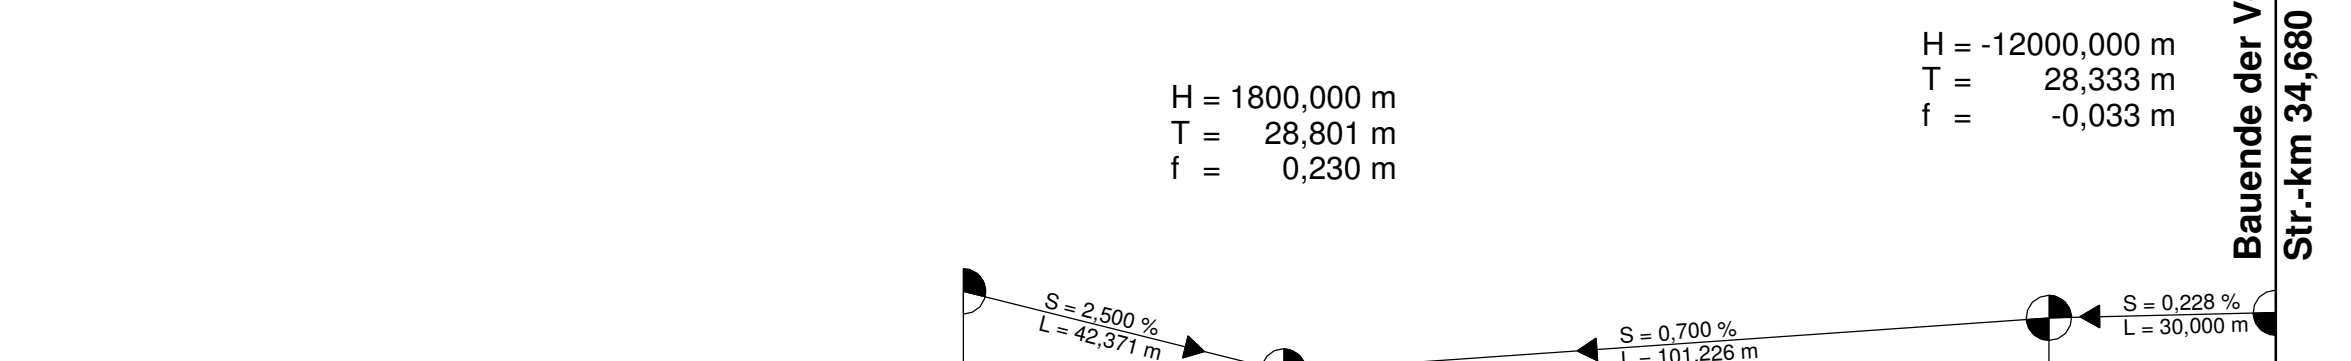 H = 1800,000 m
T = 28,801 m
f = 0,230 m
H = -12000,000 m
T = 28,333 m
f = -0,033 m
Bauende der V
Str.-km 34,680
S = 2,500 %
L = 42,371 m
S = 0,700 %
L = 101,226 m
S = 0,228 %
L = 30,000 m